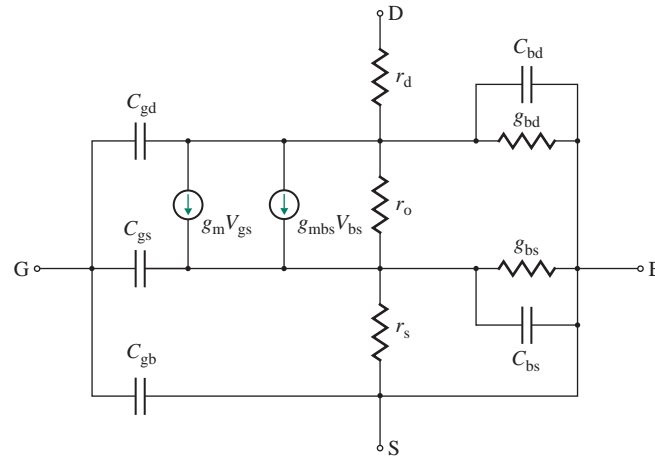 D
C_bd
r_d
C_gd
g_bd
g_mV_gs
g_mbsV_bs
r_o
C_gs
g_bs
G
B
r_s
C_gb
C_bs
S